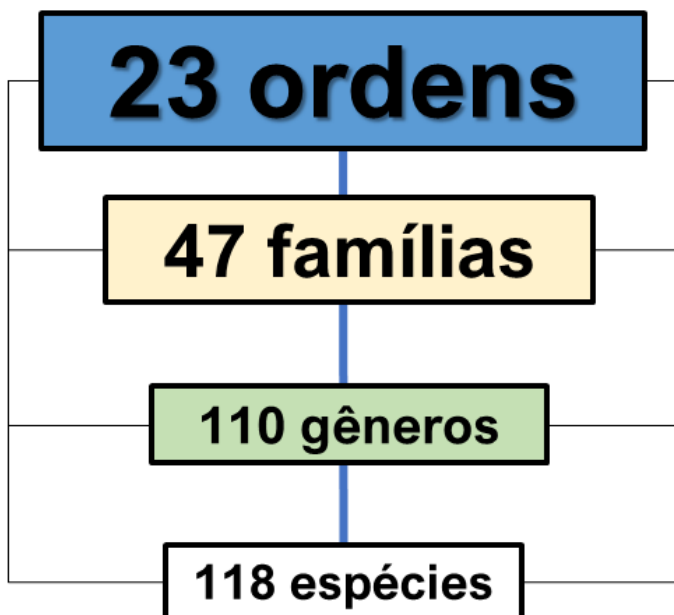 23 ordens
47 famílias
110 gêneros
118 espécies